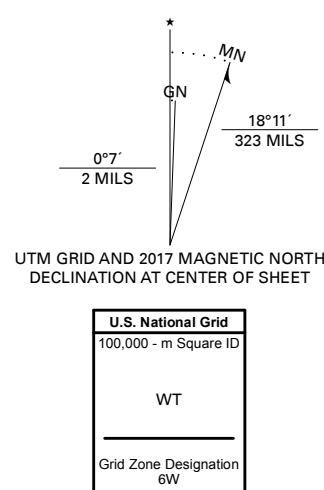 ★
MN
GN
18°11´
323 MILS
0°7´
2 MILS
UTM GRID AND 2017 MAGNETIC NORTH
DECLINATION AT CENTER OF SHEET
U.S. National Grid
100,000 - m Square ID
WT
Grid Zone Designation
6W